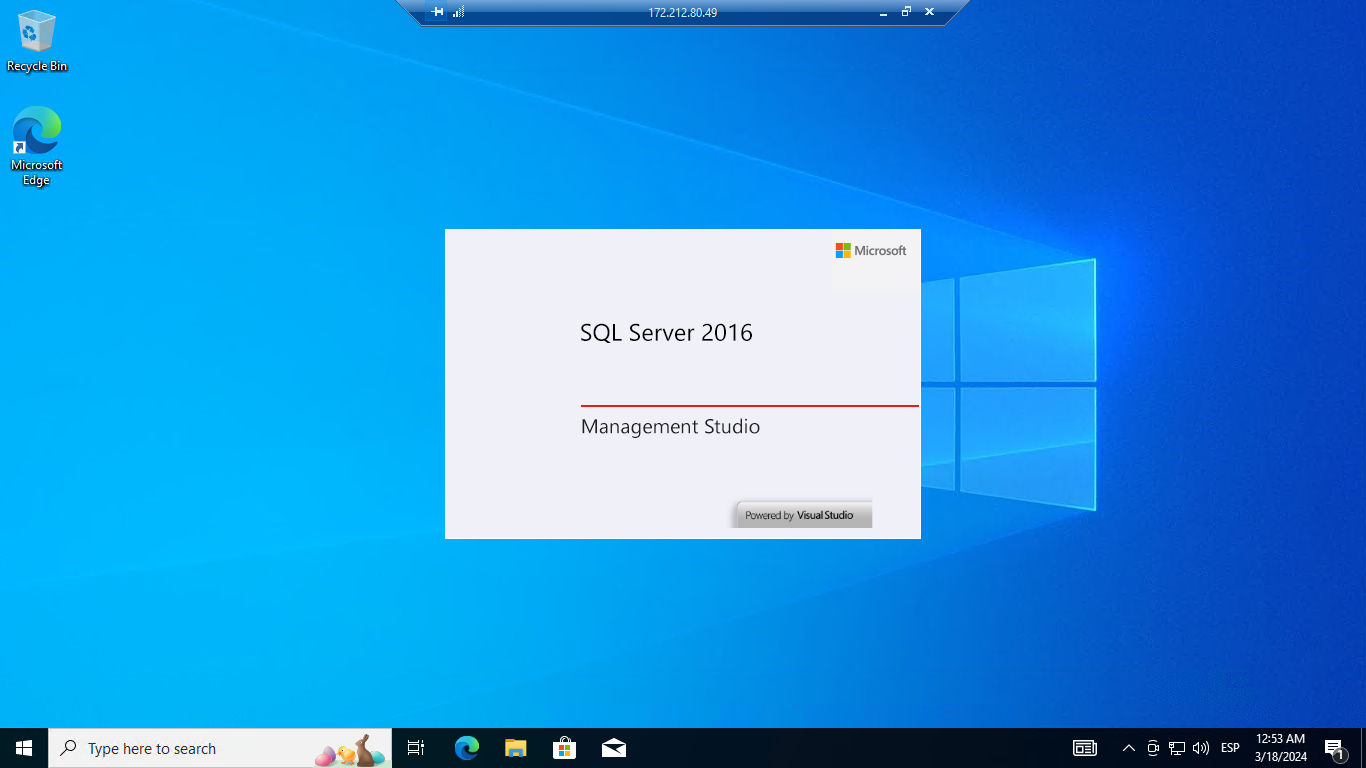 172.212.80.49
Recycle Bin
Microsoft
Edge
Microsoft
SQL Server 2016
Management Studio
Powered by Visual Studio
Type here to search
ESP
12:53 AM
3/18/2024
1